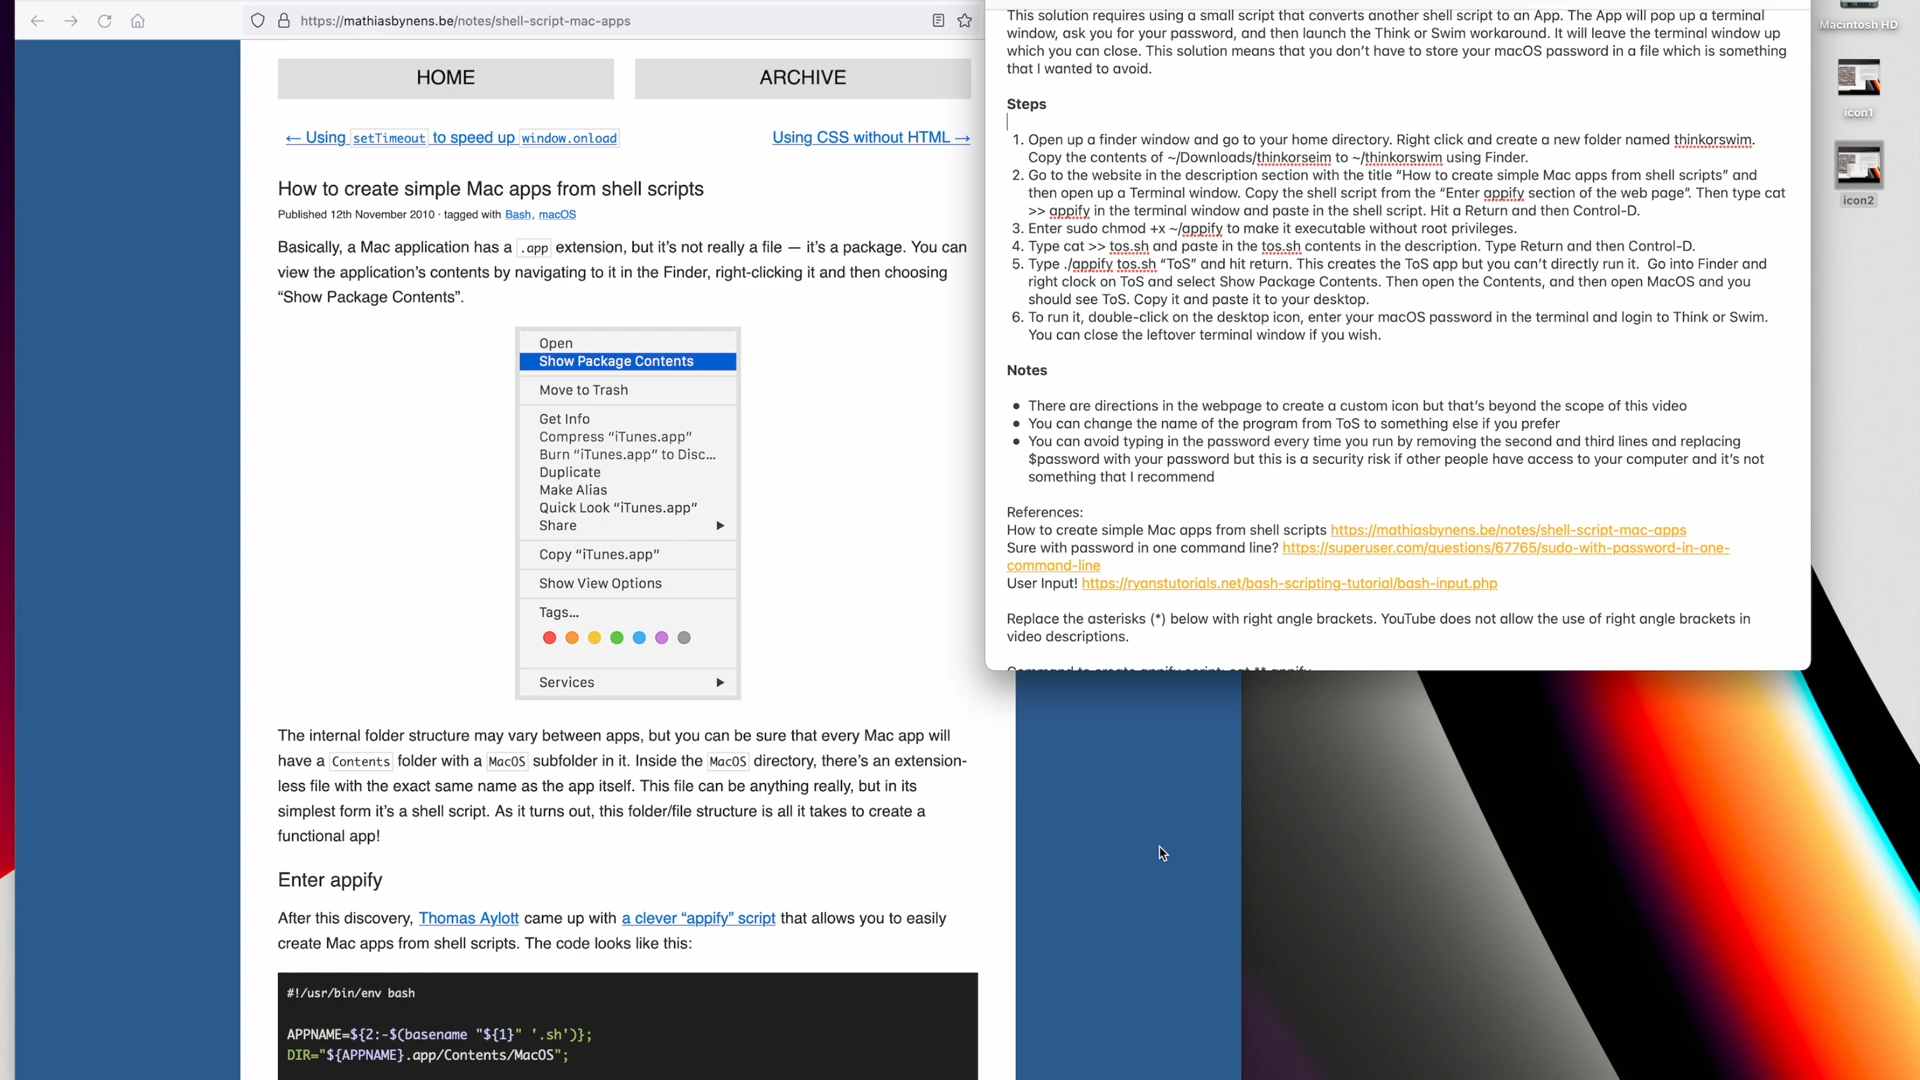 https://mathiasbynens.be/notes/shell-script-mac-apps
HOME
ARCHIVE
← Using setTimeout to speed up window.onload
Using CSS without HTML →
How to create simple Mac apps from shell scripts
Published 12th November 2010 · tagged with Bash, macOS
Basically, a Mac application has a .app extension, but it's not really a file — it's a package. You can
view the application's contents by navigating to it in the Finder, right-clicking it and then choosing
“Show Package Contents”.
Open
Show Package Contents
Move to Trash
Get Info
Compress “iTunes.app”
Burn “iTunes.app” to Disc...
Duplicate
Make Alias
Quick Look “iTunes.app”
Share
Copy “iTunes.app”
Show View Options
Tags...
Services
The internal folder structure may vary between apps, but you can be sure that every Mac app will
have a Contents folder with a MacOS subfolder in it. Inside the MacOS directory, there's an extension-
less file with the exact same name as the app itself. This file can be anything really, but in its
simplest form it's a shell script. As it turns out, this folder/file structure is all it takes to create a
functional app!
Enter appify
After this discovery, Thomas Aylott came up with a clever “appify” script that allows you to easily
create Mac apps from shell scripts. The code looks like this:
#!/usr/bin/env bash
APPNAME=${2:-$(basename "${1}" '.sh')};
DIR="${APPNAME}.app/Contents/MacOS";
This solution requires using a small script that converts another shell script to an App. The App will pop up a terminal
window, ask you for your password, and then launch the Think or Swim workaround. It will leave the terminal window up
which you can close. This solution means that you don't have to store your macOS password in a file which is something
that I wanted to avoid.
Steps
1. Open up a finder window and go to your home directory. Right click and create a new folder named thinkorswim.
Copy the contents of ~/Downloads/thinkorseim to ~/thinkorswim using Finder.
2. Go to the website in the description section with the title “How to create simple Mac apps from shell scripts” and
then open up a Terminal window. Copy the shell script from the “Enter appify section of the web page”. Then type cat
>> appify in the terminal window and paste in the shell script. Hit a Return and then Control-D.
3. Enter sudo chmod +x ~/appify to make it executable without root privileges.
4. Type cat >> tos.sh and paste in the tos.sh contents in the description. Type Return and then Control-D.
5. Type ./appify tos.sh “ToS” and hit return. This creates the ToS app but you can't directly run it.  Go into Finder and
right clock on ToS and select Show Package Contents. Then open the Contents, and then open MacOS and you
should see ToS. Copy it and paste it to your desktop.
6. To run it, double-click on the desktop icon, enter your macOS password in the terminal and login to Think or Swim.
You can close the leftover terminal window if you wish.
Notes
• There are directions in the webpage to create a custom icon but that's beyond the scope of this video
• You can change the name of the program from ToS to something else if you prefer
• You can avoid typing in the password every time you run by removing the second and third lines and replacing
$password with your password but this is a security risk if other people have access to your computer and it's not
something that I recommend
References:
How to create simple Mac apps from shell scripts https://mathiasbynens.be/notes/shell-script-mac-apps
Sure with password in one command line? https://superuser.com/questions/67765/sudo-with-password-in-one-
command-line
User Input! https://ryanstutorials.net/bash-scripting-tutorial/bash-input.php
Replace the asterisks (*) below with right angle brackets. YouTube does not allow the use of right angle brackets in
video descriptions.
Command to create appify script: cat ** appify
Macintosh HD
icon1
icon2